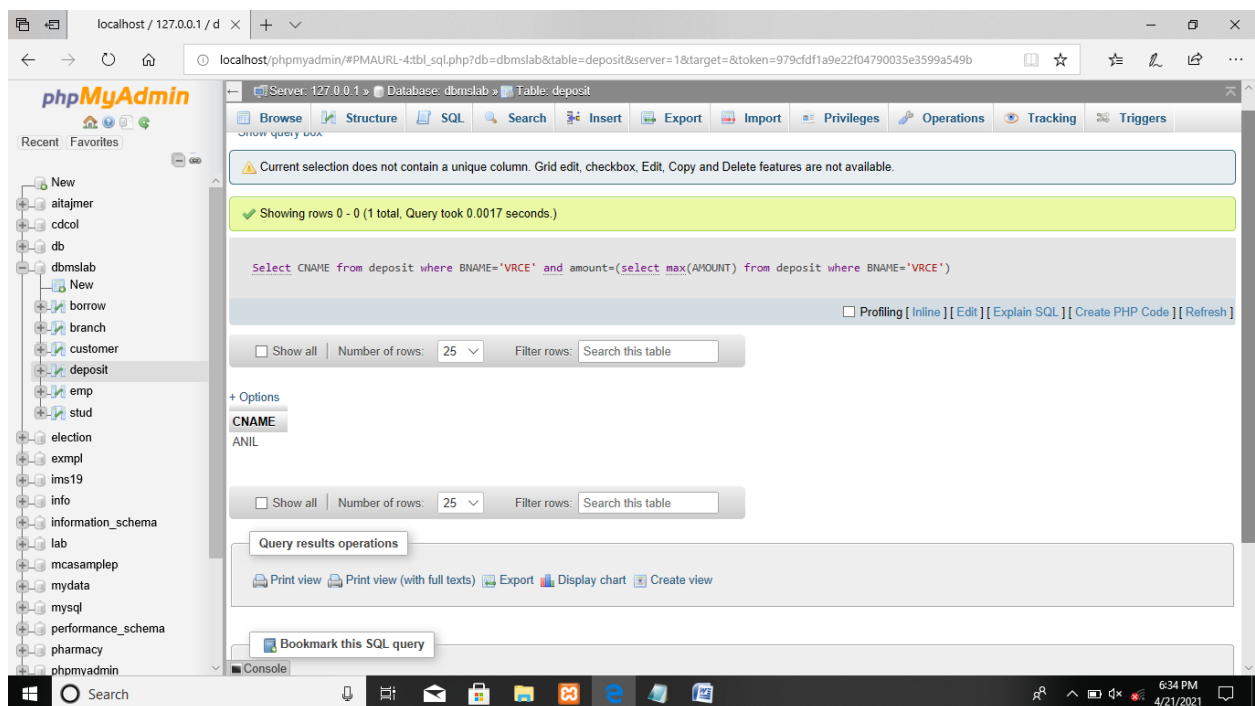 localhost / 127.0.0.1 / d
localhost/phpmyadmin/#PMAURL-4:tbl_sql.php?db=dbmslab&table=deposit&server=1&target=&token=979cfdf1a9e22f04790035e3599a549b
phpMyAdmin
Recent Favorites
New
aitajmer
cdcol
db
dbmslab
New
borrow
branch
customer
deposit
emp
stud
election
exmpl
ims19
info
information_schema
lab
mcasamplep
mydata
mysql
performance_schema
pharmacy
phpmyadmin
Server: 127.0.0.1 » Database: dbmslab » Table: deposit
Browse Structure SQL Search Insert Export Import Privileges Operations Tracking Triggers
Show query box
Current selection does not contain a unique column. Grid edit, checkbox, Edit, Copy and Delete features are not available.
Showing rows 0 - 0 (1 total, Query took 0.0017 seconds.)
Select CNAME from deposit where BNAME='VRCE' and amount=(select max(AMOUNT) from deposit where BNAME='VRCE')
Profiling [ Inline ] [ Edit ] [ Explain SQL ] [ Create PHP Code ] [ Refresh ]
Show all | Number of rows: 25 Filter rows: Search this table
+ Options
CNAME
ANIL
Show all | Number of rows: 25 Filter rows: Search this table
Query results operations
Print view Print view (with full texts) Export Display chart Create view
Bookmark this SQL query
Console
Search
6:34 PM
4/21/2021